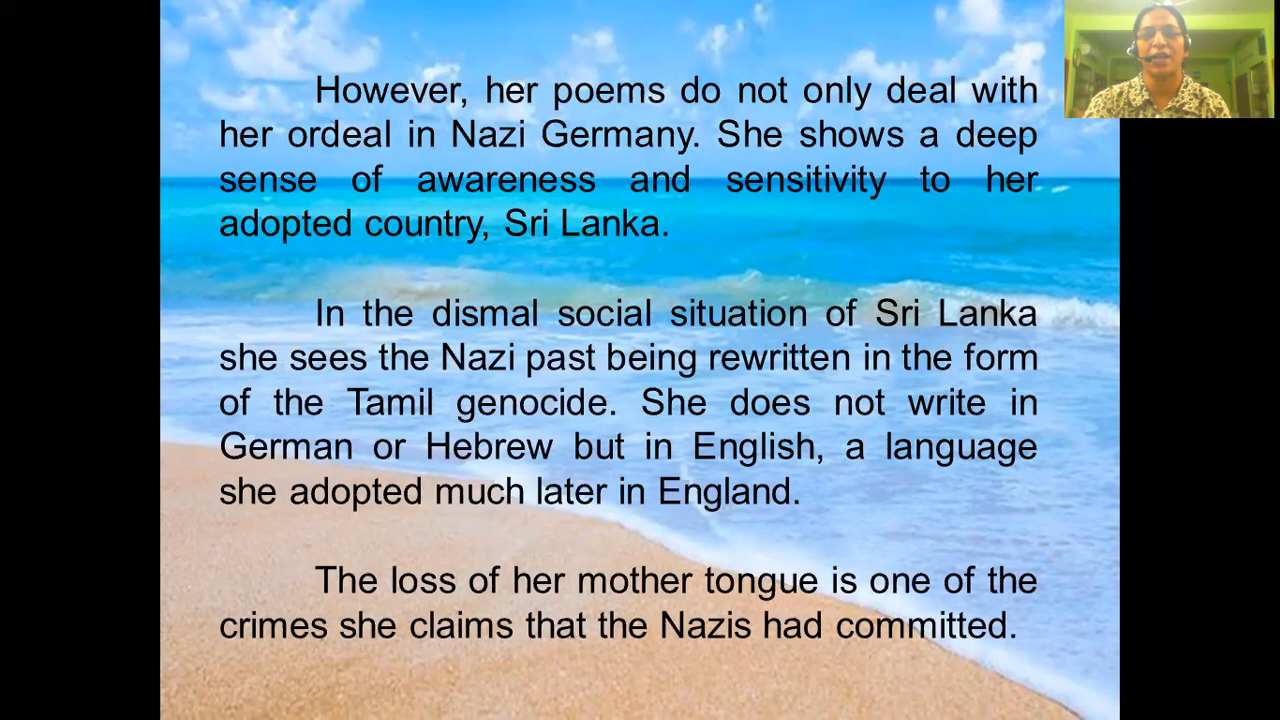 However, her poems do not only deal with
her ordeal in Nazi Germany. She shows a deep
sense of awareness and sensitivity to her
adopted country, Sri Lanka.
In the dismal social situation of Sri Lanka
she sees the Nazi past being rewritten in the form
of the Tamil genocide. She does not write in
German or Hebrew but in English, a language
she adopted much later in England.
The loss of her mother tongue is one of the
crimes she claims that the Nazis had committed.